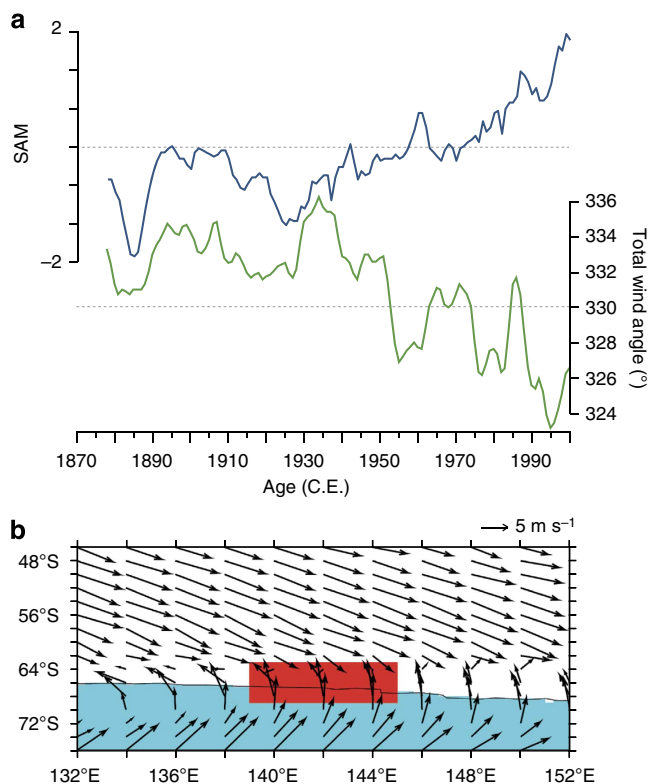 a
2
SAM
−2
336
334
332
330
328
326
324
Total wind angle (°)
1870 1890 1910 1930 1950 1970 1990
Age (C.E.)
b
5 m s⁻¹
48°S
56°S
64°S
72°S
132°E 136°E 140°E 144°E 148°E 152°E